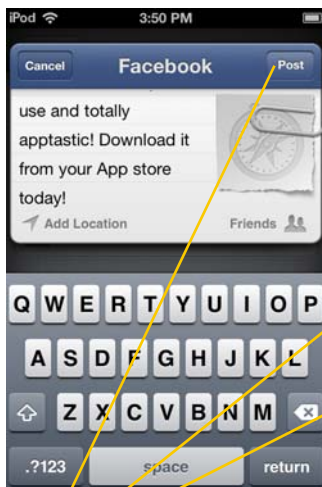 iPod 3:50 PM
Cancel Facebook Post
use and totally
apptastic! Download it
from your App store
today!
Add Location Friends
Q W E R T Y U I O P
A S D F G H J K L
Z X C V B N M
.?123 space return